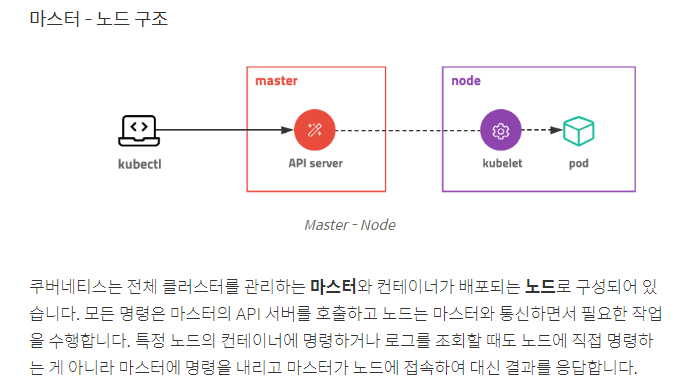 마스터 - 노드 구조
master
node
kubectl
API server
kubelet
pod
Master - Node
쿠버네티스는 전체 클러스터를 관리하는 마스터와 컨테이너가 배포되는 노드로 구성되어 있
습니다. 모든 명령은 마스터의 API 서버를 호출하고 노드는 마스터와 통신하면서 필요한 작업
을 수행합니다. 특정 노드의 컨테이너에 명령하거나 로그를 조회할 때도 노드에 직접 명령하
는 게 아니라 마스터에 명령을 내리고 마스터가 노드에 접속하여 대신 결과를 응답합니다.